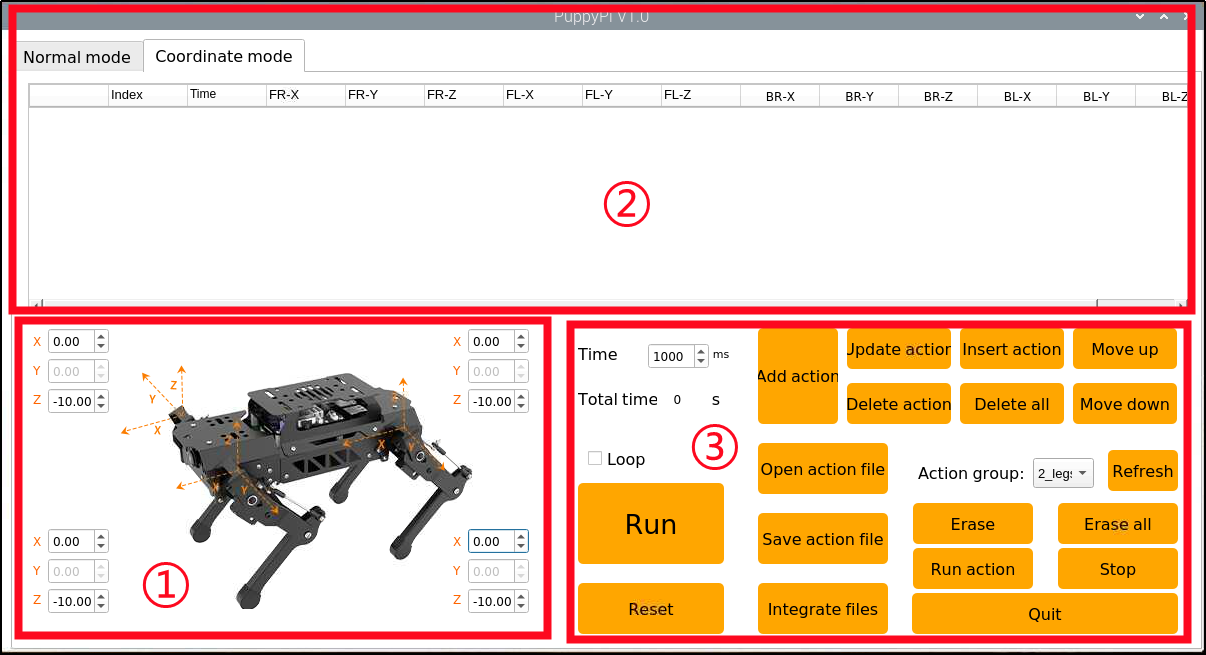 PuppyPi V1.0
Normal mode
Coordinate mode
Index Time FR-X FR-Y FR-Z FL-X FL-Y FL-Z BR-X BR-Y BR-Z BL-X BL-Y BL-Z
②
X 0.00
Y 0.00
Z -10.00
X 0.00
Y 0.00
Z -10.00
Z
Y
X
Z
X
Y
Z
X
Y
X 0.00
Y 0.00
Z -10.00
①
X 0.00
Y 0.00
Z -10.00
Time 1000 ms
Total time 0 s
③
Loop
Run
Reset
Add action
Update action
Insert action
Move up
Delete action
Delete all
Move down
Open action file
Action group: 2_legs
Refresh
Save action file
Erase
Erase all
Run action
Stop
Integrate files
Quit